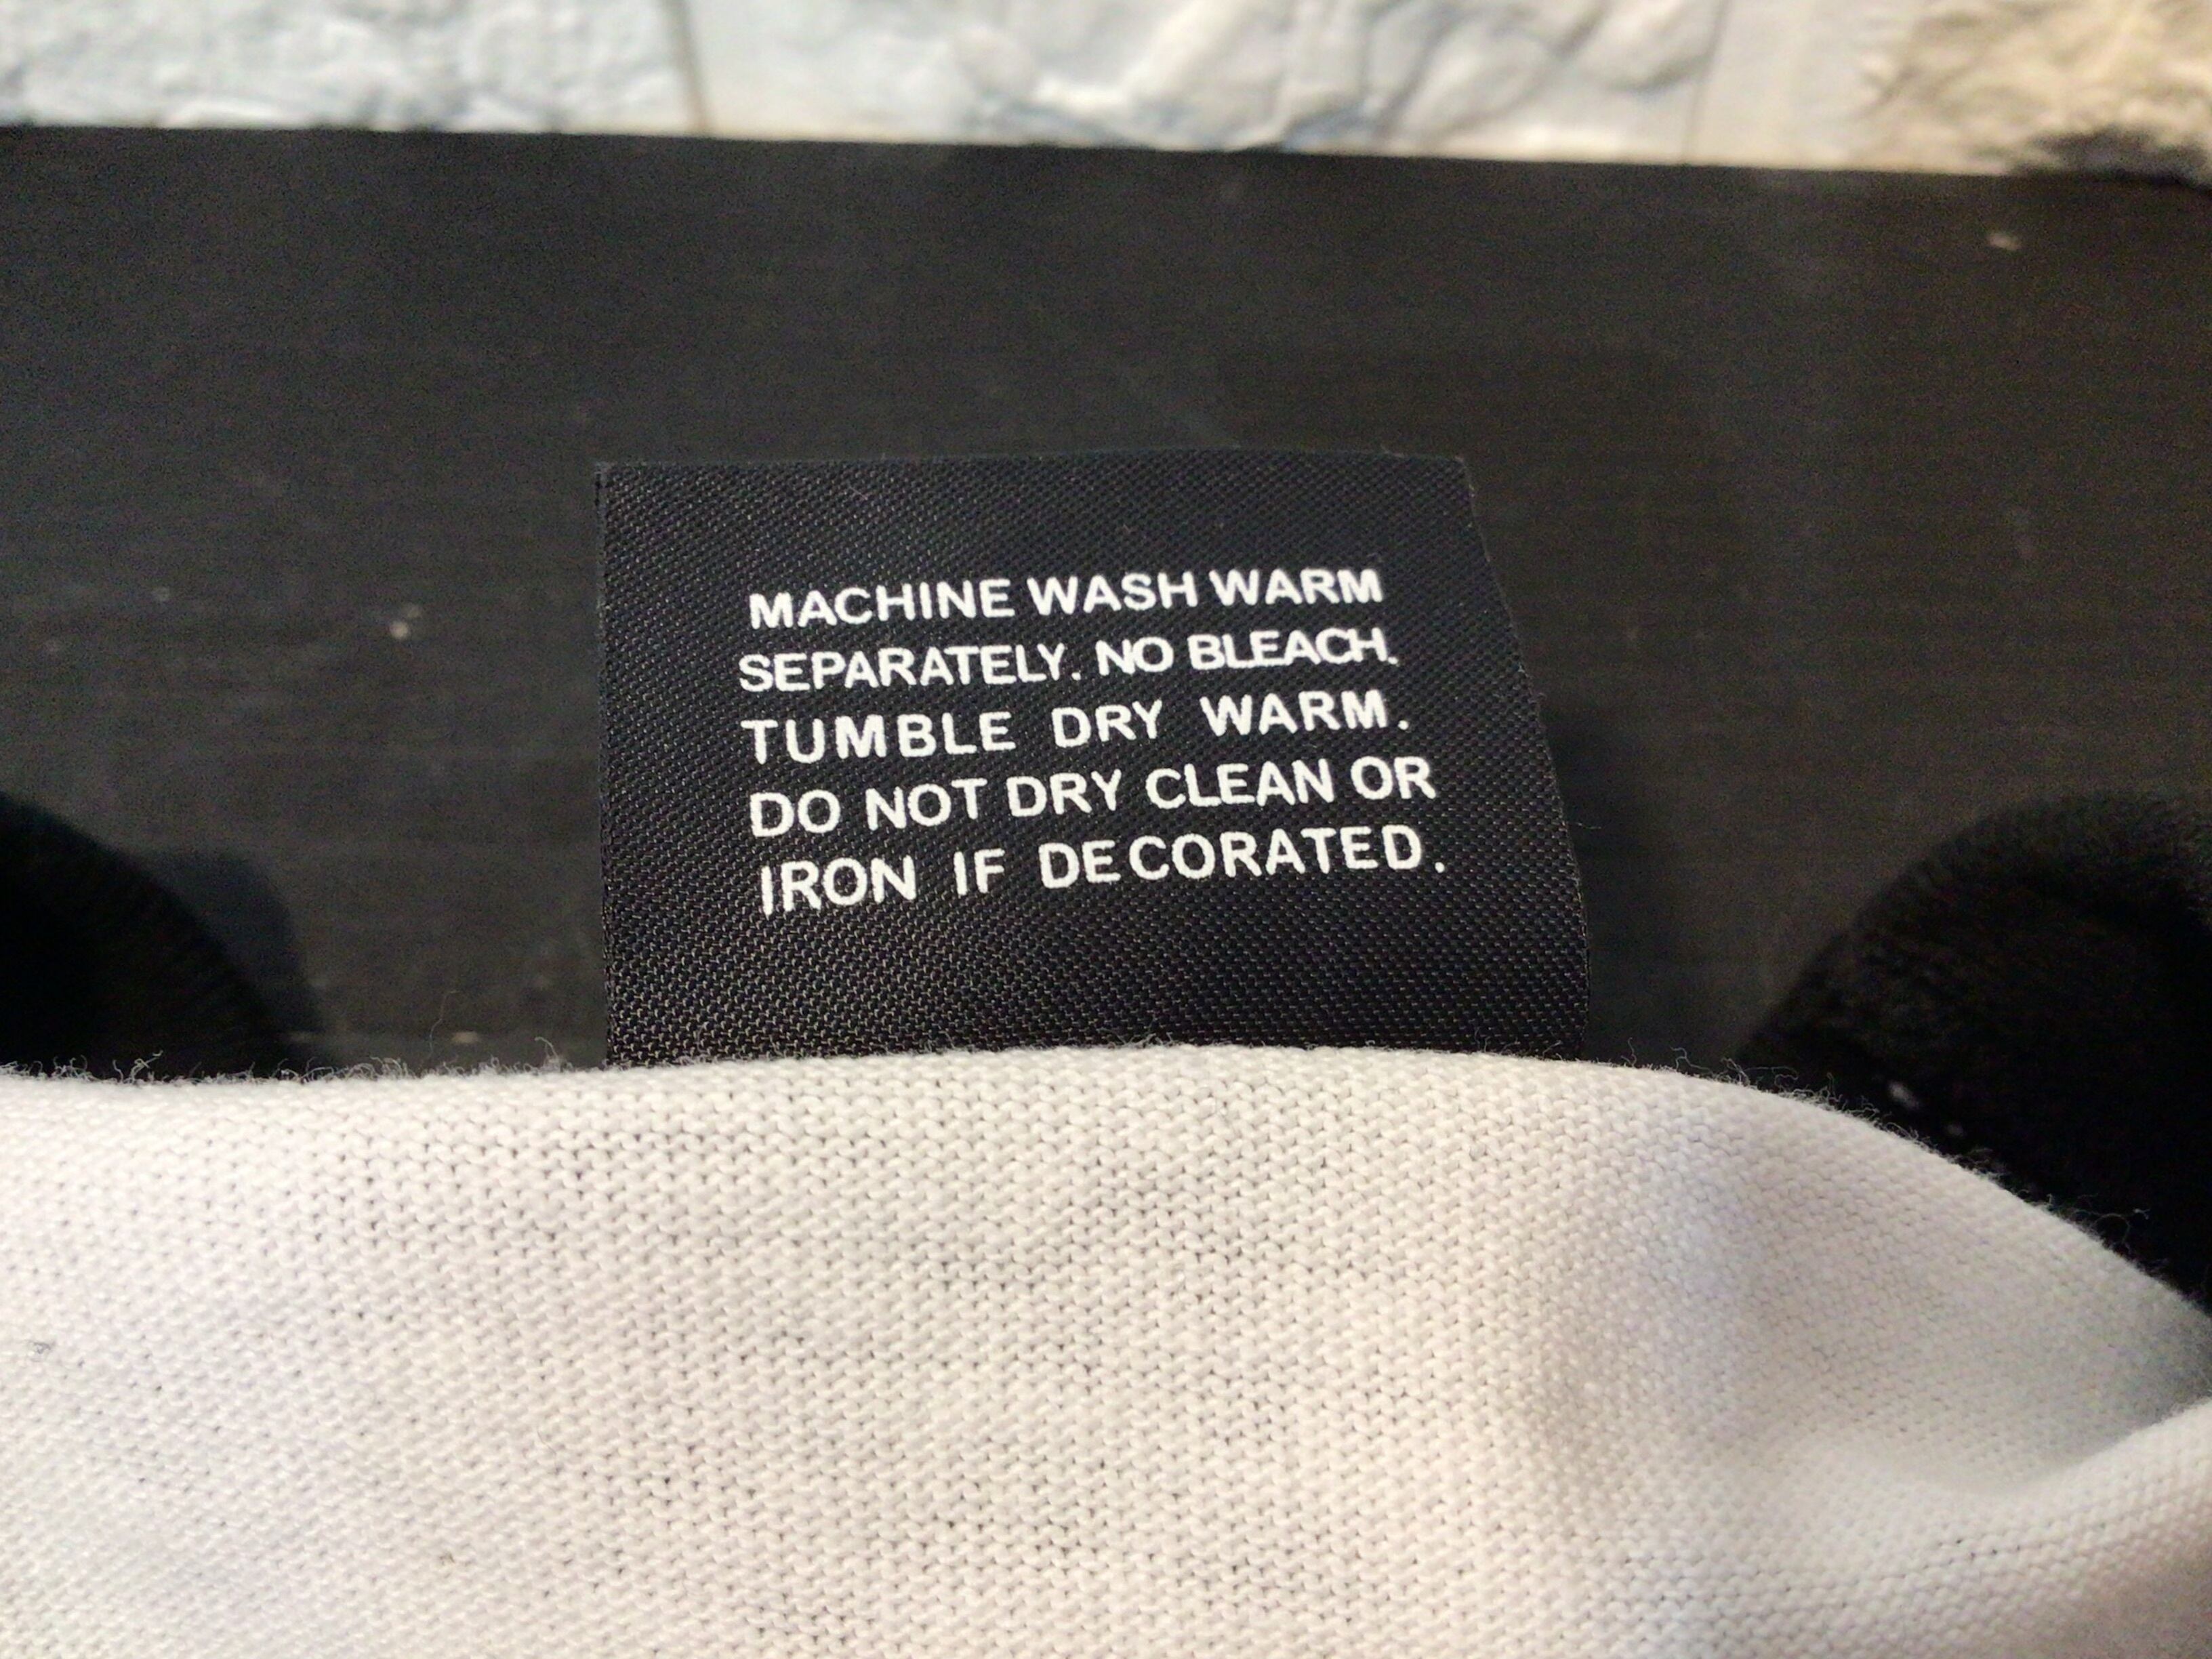 MACHINE WASH WARM
SEPARATELY. NO BLEACH.
TUMBLE DRY WARM.
DO NOT DRY CLEAN OR
IRON IF DECORATED.